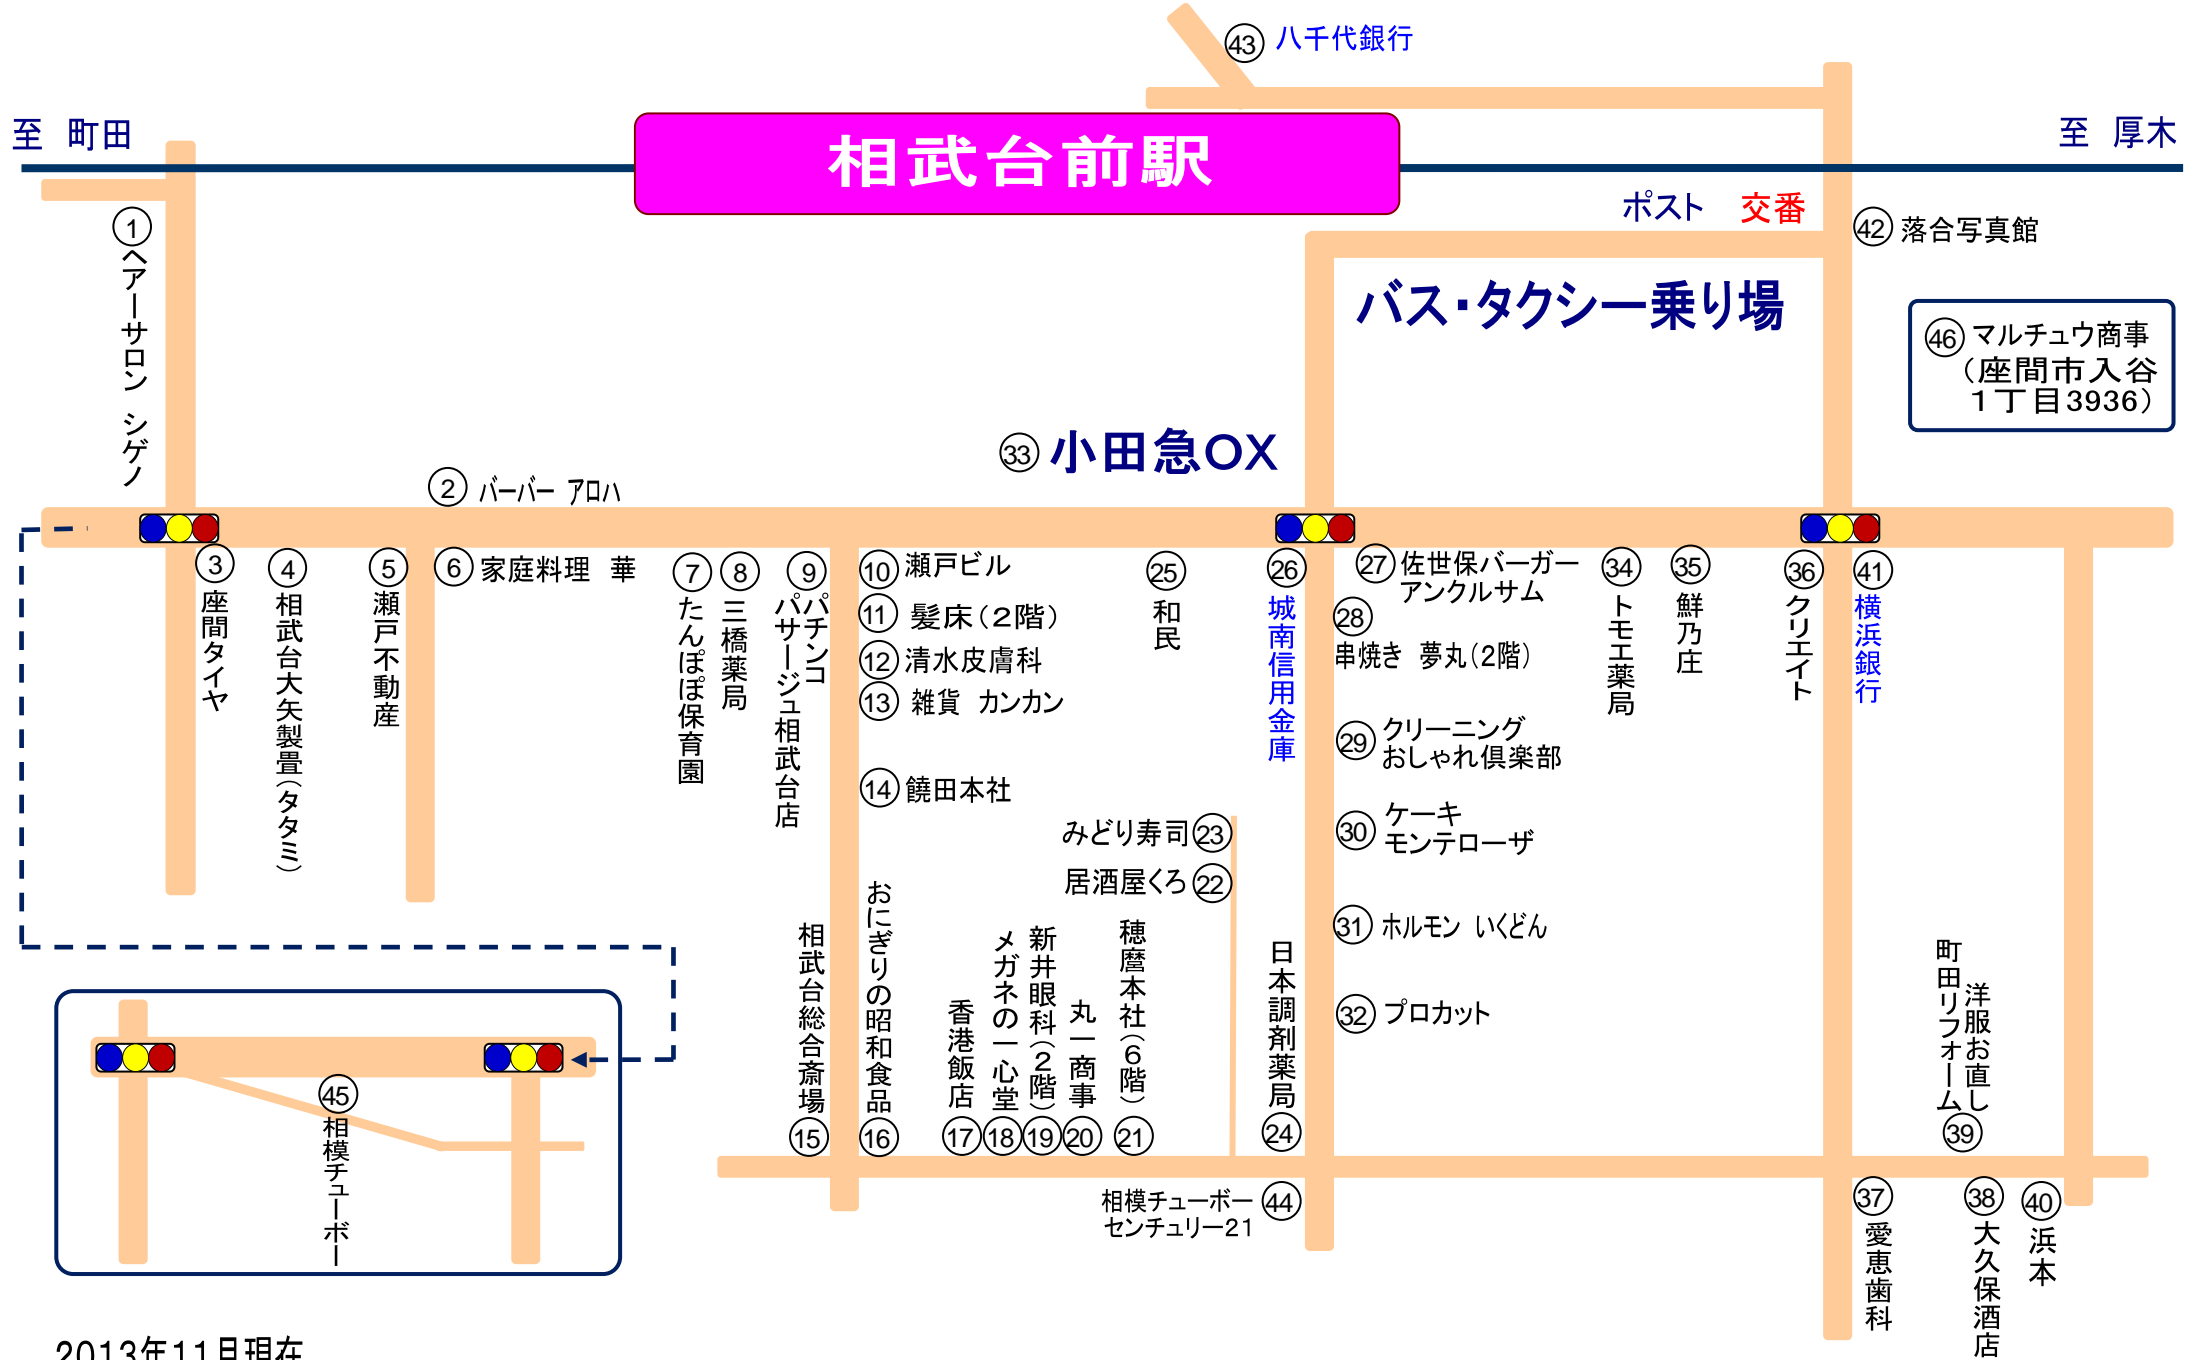 43 八千代銀行
至 町田
相武台前駅
至 厚木
ポスト 交番
1 ヘアーサロン シゲノ
42 落合写真館
バス・タクシー乗り場
46 マルチュウ商事
(座間市入谷
1丁目3936)
33 小田急OX
2 バーバー アロハ
3 座間タイヤ
4 相武台大矢製畳(タタミ)
5 瀬戸不動産
6 家庭料理 華
7 たんぽぽ保育園
8 三橋薬局
9 パチンコ
パサージュ相武台店
10 瀬戸ビル
11 髪床(2階)
12 清水皮膚科
13 雑貨 カンカン
14 饒田本社
25 和民
26 城南信用金庫
27 佐世保バーガー
アンクルサム
28
串焼き 夢丸(2階)
29 クリーニング
おしゃれ倶楽部
30 ケーキ
モンテローザ
31 ホルモン いくどん
32 プロカット
34 トモエ薬局
35 鮮乃庄
36 クリエイト
41 横浜銀行
みどり寿司 23
居酒屋くろ 22
相武台総合斎場 15
おにぎりの昭和食品 16
香港飯店 17
メガネの一心堂 18
新井眼科(2階) 19
丸一商事 20
穂麿本社(6階) 21
日本調剤薬局 24
洋服お直し
町田リフォーム 39
相模チューボー 44
センチュリー21
37 愛恵歯科
38 大久保酒店
40 浜本
45 相模チューボー
2013年11月現在